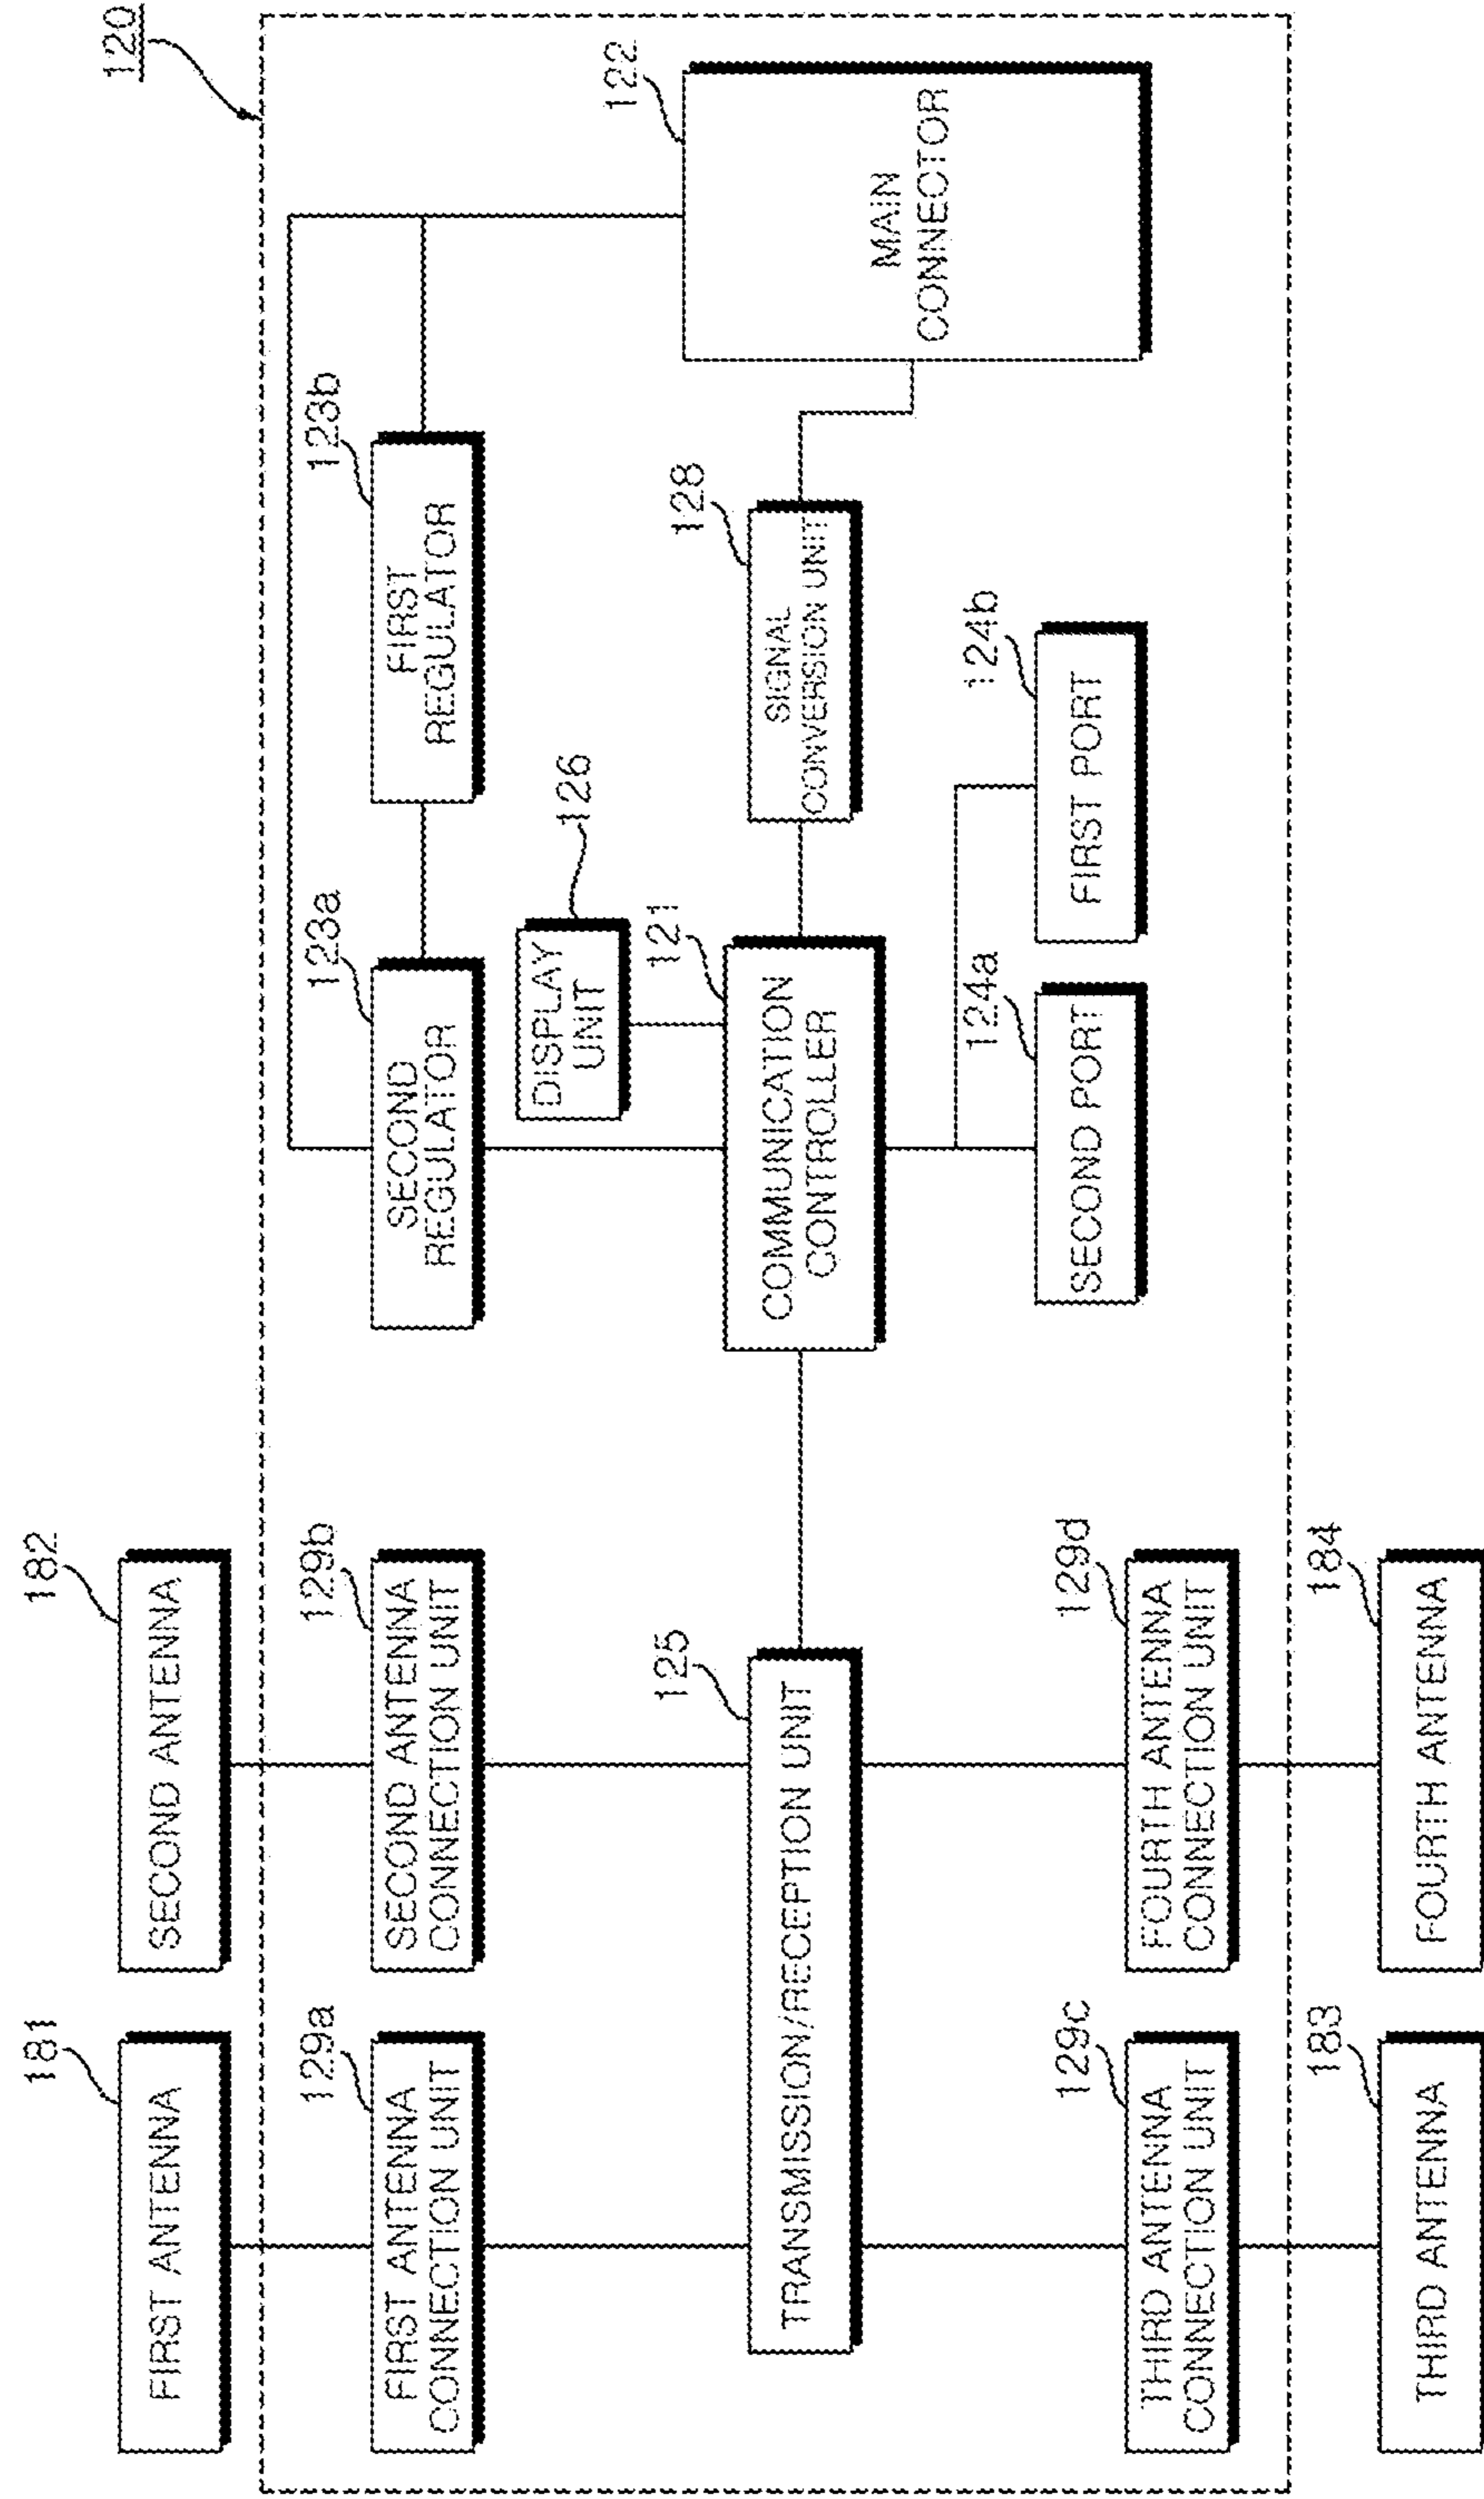 120
181
FIRST ANTENNA
182
SECOND ANTENNA
129a
FIRST ANTENNA
CONNECTION UNIT
129b
SECOND ANTENNA
CONNECTION UNIT
123a
SECOND
REGULATOR
123b
FIRST
REGULATOR
126
DISPLAY
UNIT
122
MAIN
CONNECTOR
125
TRANSMISSION/RECEPTION UNIT
121
COMMUNICATION
CONTROLLER
128
SIGNAL
CONVERSION UNIT
129c
THIRD ANTENNA
CONNECTION UNIT
129d
FOURTH ANTENNA
CONNECTION UNIT
124a
SECOND PORT
124b
FIRST PORT
183
THIRD ANTENNA
184
FOURTH ANTENNA